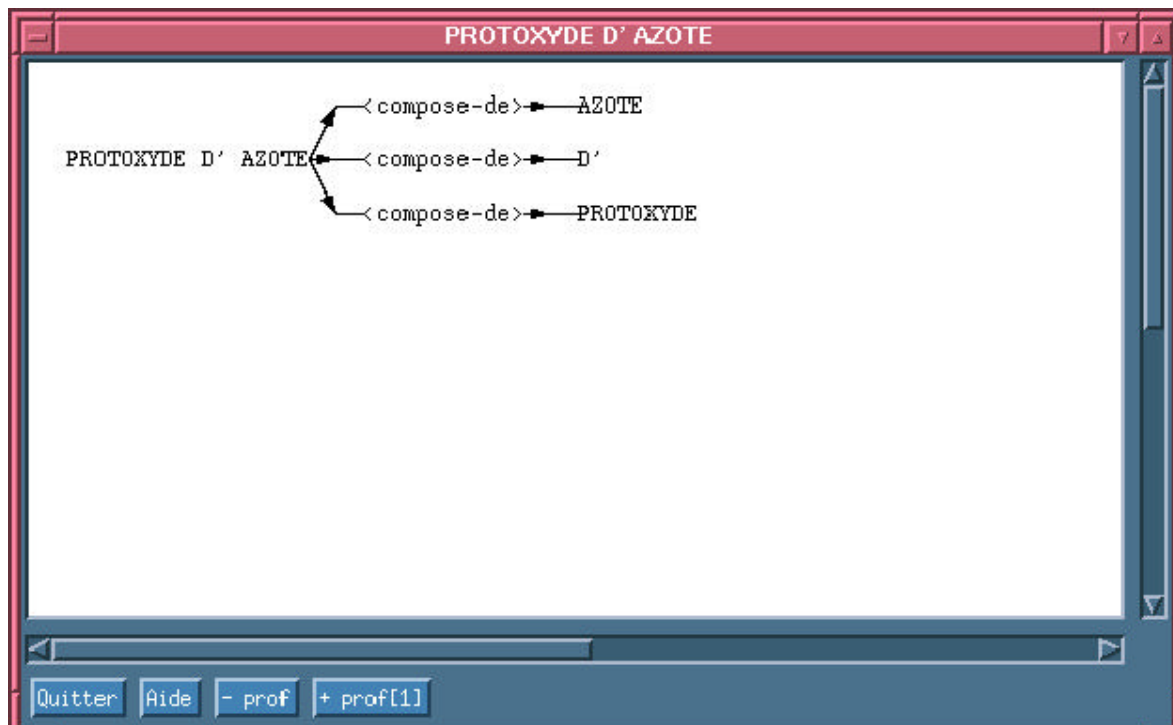 PROTOXYDE D' AZOTE
<compose-de> AZOTE
PROTOXYDE D' AZOTE <compose-de> D'
<compose-de> PROTOXYDE
Quitter Aide - prof + prof[1]